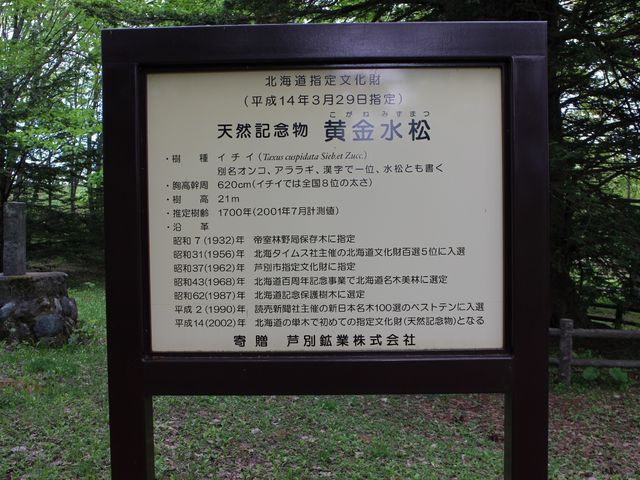 北海道指定文化財
(平成14年3月29日指定)
こがねみずまつ
天然記念物 黄金水松
・樹 種 イチイ(Taxus cuspidata Sieb.et Zucc.)
別名オンコ、アララギ、漢字で一位、水松とも書く
・胸高幹周 620cm(イチイでは全国8位の太さ)
・樹 高 21m
・推定樹齢 1700年(2001年7月計測値)
・沿 革
昭和 7(1932)年 帝室林野局保存木に指定
昭和31(1956)年 北海タイムス社主催の北海道文化財百選5位に入選
昭和37(1962)年 芦別市指定文化財に指定
昭和43(1968)年 北海道百周年記念事業で北海道名木美林に選定
昭和62(1987)年 北海道記念保護樹木に選定
平成 2(1990)年 読売新聞社主催の新日本名木100選のベストテンに入選
平成14(2002)年 北海道の単木で初めての指定文化財(天然記念物)となる
寄贈 芦別鉱業株式会社